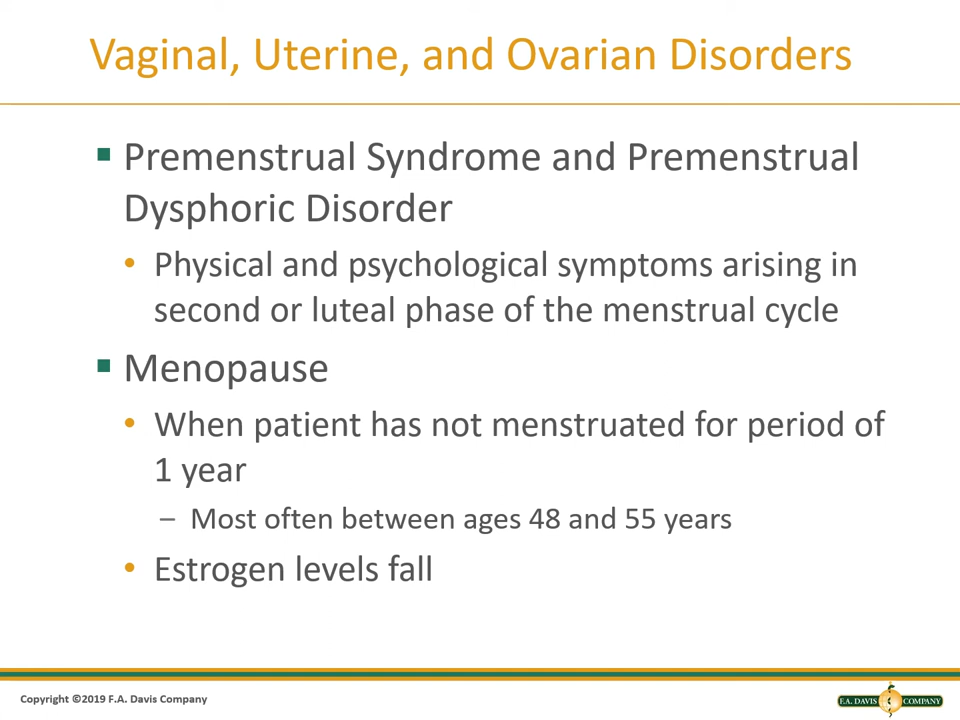 Vaginal, Uterine, and Ovarian Disorders
▪ Premenstrual Syndrome and Premenstrual
Dysphoric Disorder
• Physical and psychological symptoms arising in
second or luteal phase of the menstrual cycle
▪ Menopause
• When patient has not menstruated for period of
1 year
– Most often between ages 48 and 55 years
• Estrogen levels fall
Copyright ©2019 F.A. Davis Company
F.A. DAVIS COMPANY